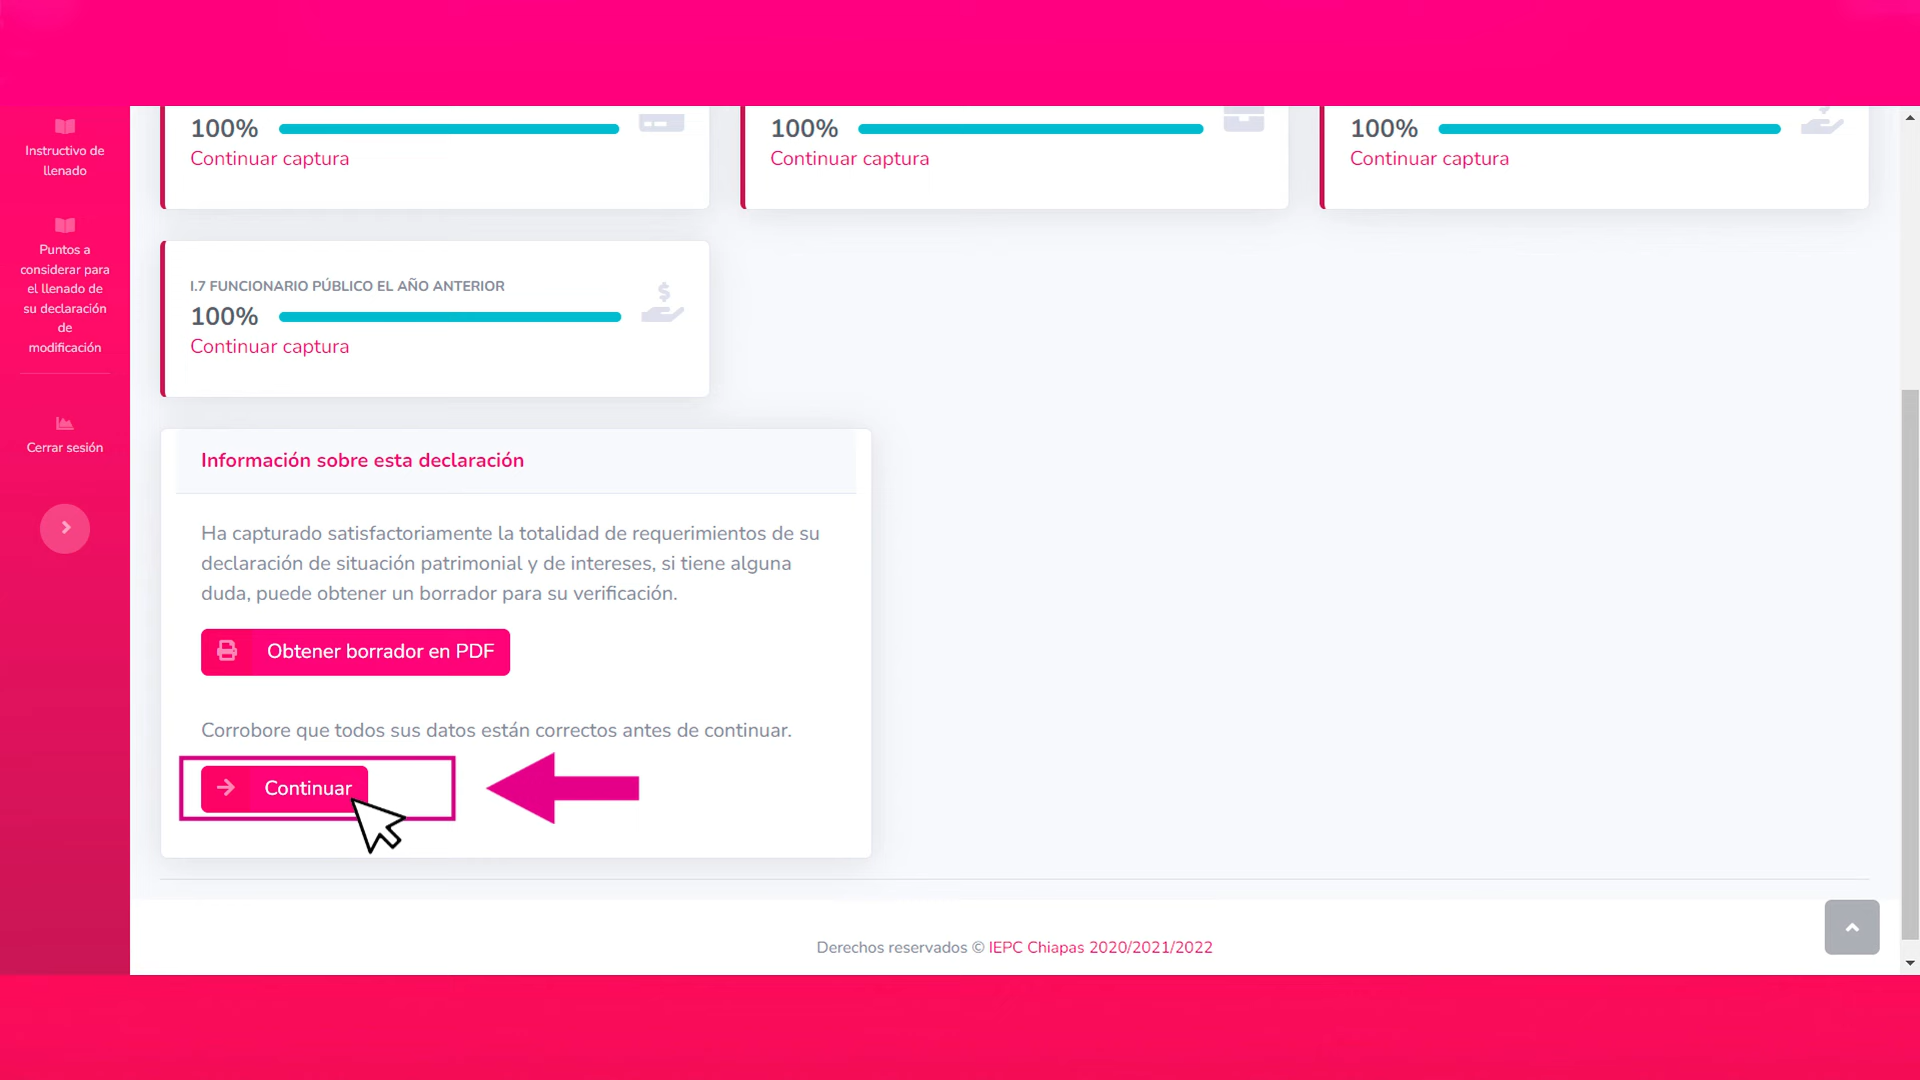 Instructivo de
llenado
Puntos a
considerar para
el llenado de
su declaración
de
modificación
Cerrar sesión
100%
Continuar captura
100%
Continuar captura
100%
Continuar captura
I.7 FUNCIONARIO PÚBLICO EL AÑO ANTERIOR
100%
Continuar captura
Información sobre esta declaración
Ha capturado satisfactoriamente la totalidad de requerimientos de su
declaración de situación patrimonial y de intereses, si tiene alguna
duda, puede obtener un borrador para su verificación.
Obtener borrador en PDF
Corrobore que todos sus datos están correctos antes de continuar.
Continuar
Derechos reservados © IEPC Chiapas 2020/2021/2022